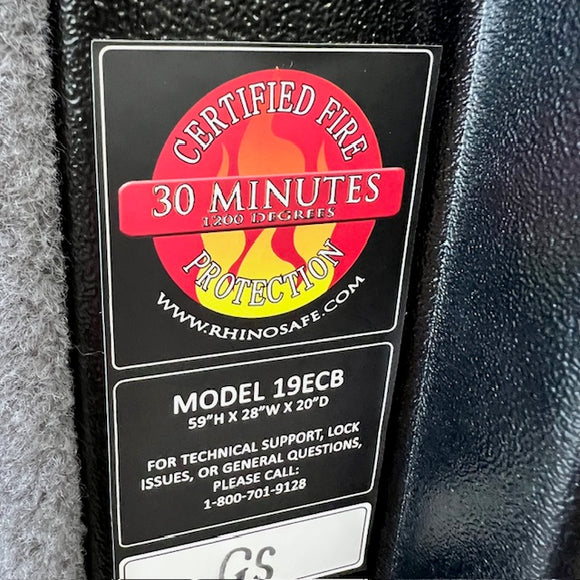 CERTIFIED FIRE
30 MINUTES
1200 DEGREES
PROTECTION
WWW.RHINOSAFE.COM
MODEL 19ECB
59"H X 28"W X 20"D
FOR TECHNICAL SUPPORT, LOCK
ISSUES, OR GENERAL QUESTIONS,
PLEASE CALL:
1-800-701-9128
GS